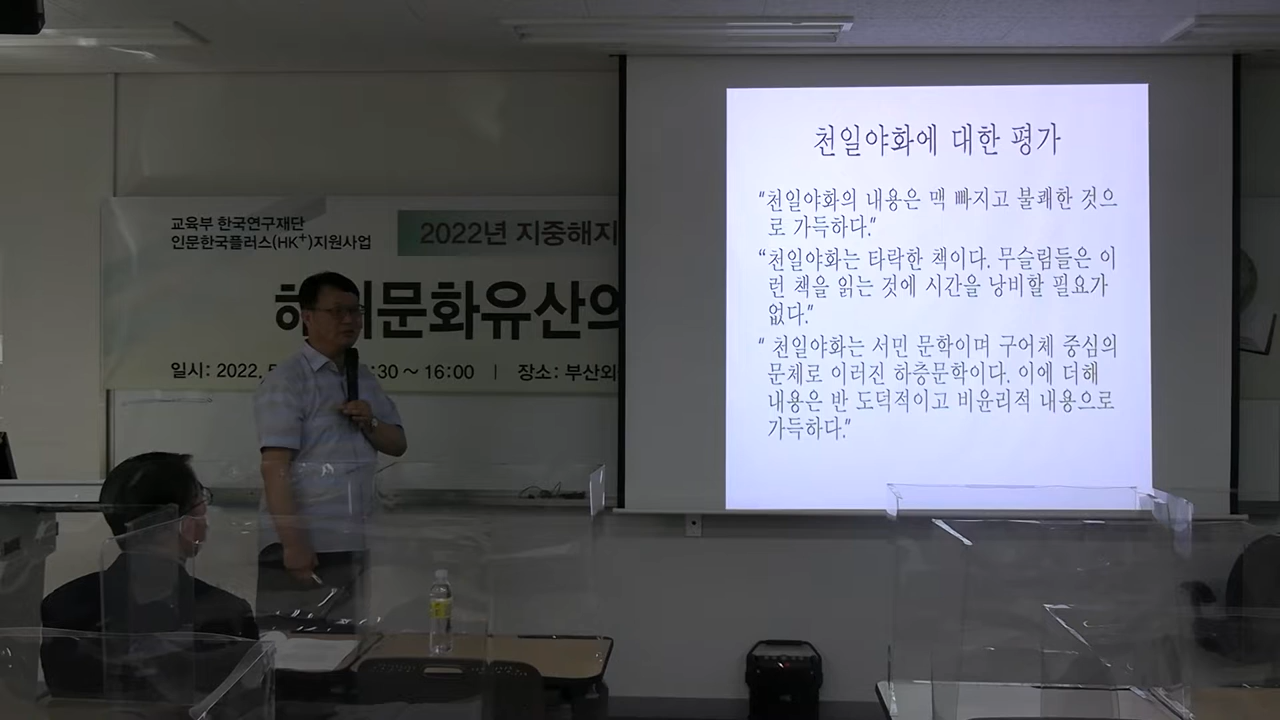 교육부 한국연구재단
인문한국플러스(HK+)지원사업
2022년 지중해지
문화유산의
일시: 2022. 30 ~ 16:00 | 장소: 부산외
천일야화에 대한 평가
"천일야화의 내용은 맥 빠지고 불쾌한 것으
로 가득하다."
"천일야화는 타락한 책이다. 무슬림들은 이
런 책을 읽는 것에 시간을 낭비할 필요가
없다."
" 천일야화는 서민 문학이며 구어체 중심의
문체로 이러진 하층문학이다. 이에 더해
내용은 반 도덕적이고 비윤리적 내용으로
가득하다."